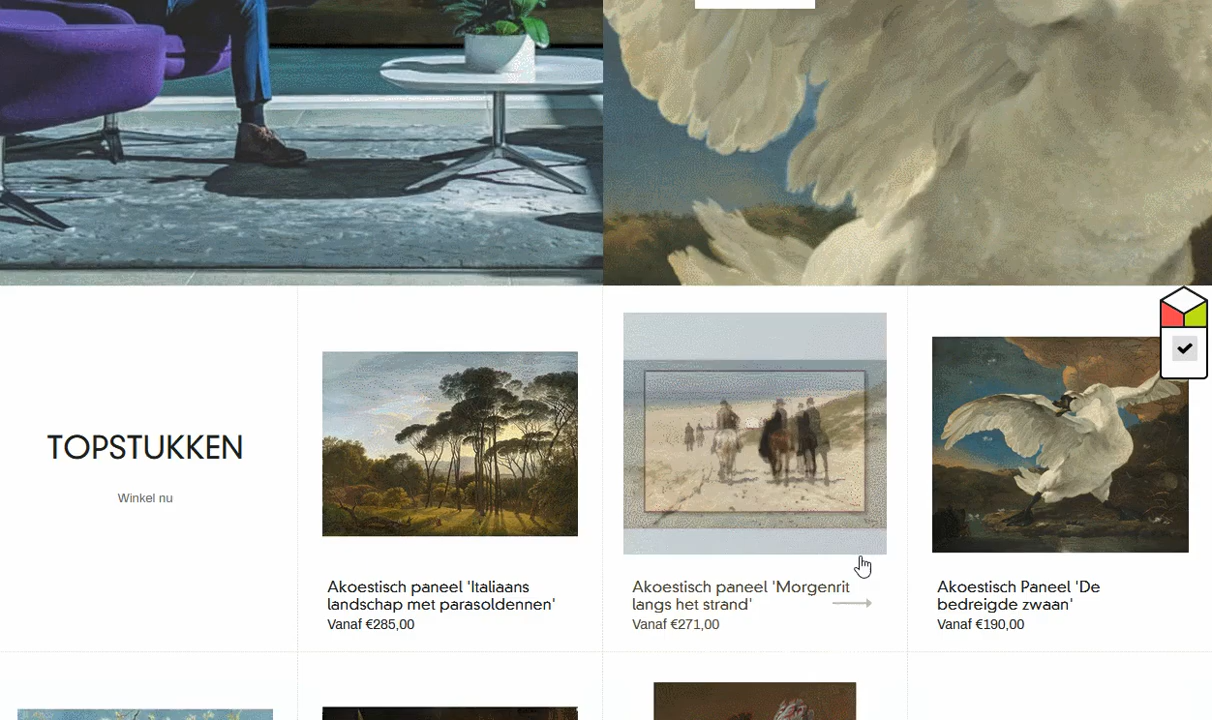 TOPSTUKKEN
Winkel nu
Akoestisch paneel 'Italiaans
landschap met parasoldennen'
Vanaf €285,00
Akoestisch paneel 'Morgenrit
langs het strand'
Vanaf €271,00
Akoestisch Paneel 'De
bedreigde zwaan'
Vanaf €190,00